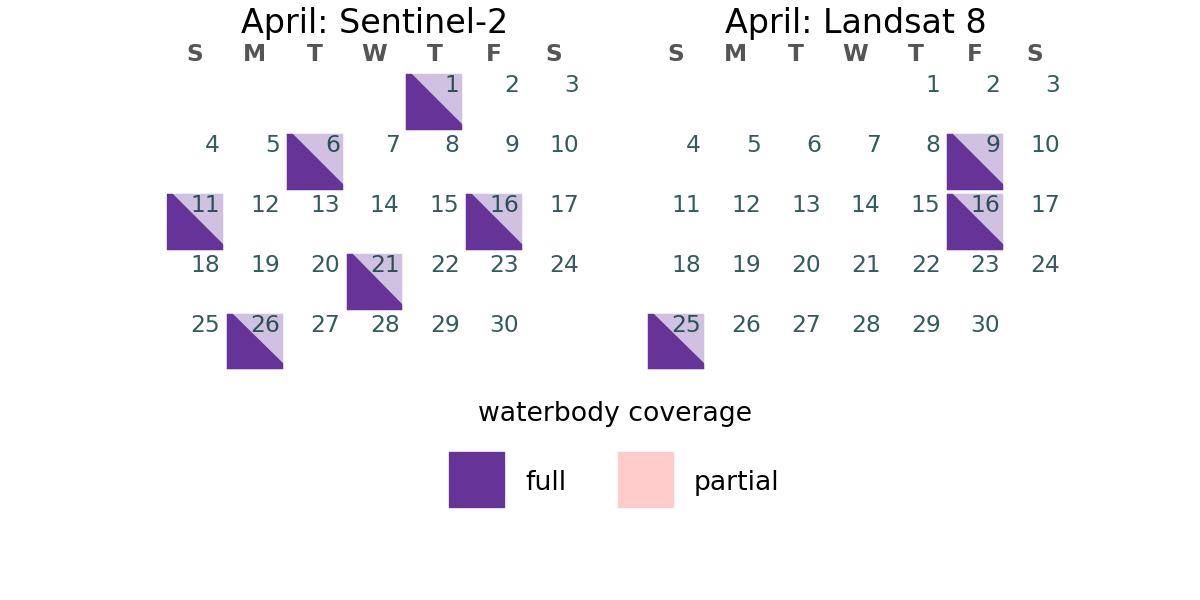 April: Sentinel-2
S M T W T F S
1 2 3
4 5 6 7 8 9 10
11 12 13 14 15 16 17
18 19 20 21 22 23 24
25 26 27 28 29 30
April: Landsat 8
S M T W T F S
1 2 3
4 5 6 7 8 9 10
11 12 13 14 15 16 17
18 19 20 21 22 23 24
25 26 27 28 29 30
waterbody coverage
full partial